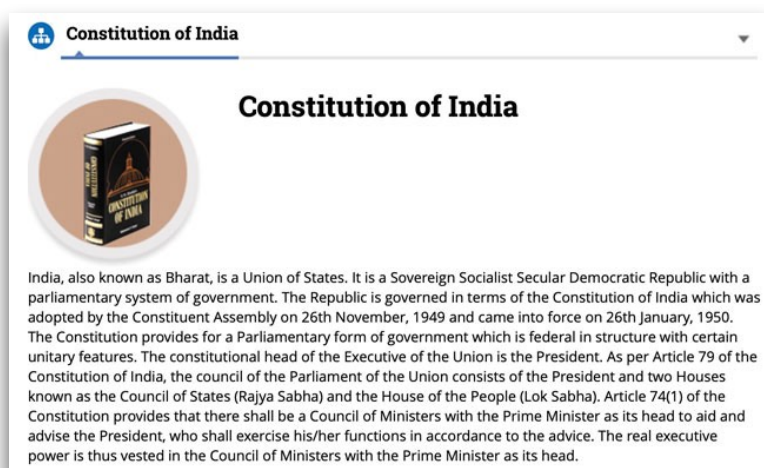 Constitution of India
Constitution of India
CONSTITUTION
OF INDIA
India, also known as Bharat, is a Union of States. It is a Sovereign Socialist Secular Democratic Republic with a
parliamentary system of government. The Republic is governed in terms of the Constitution of India which was
adopted by the Constituent Assembly on 26th November, 1949 and came into force on 26th January, 1950.
The Constitution provides for a Parliamentary form of government which is federal in structure with certain
unitary features. The constitutional head of the Executive of the Union is the President. As per Article 79 of the
Constitution of India, the council of the Parliament of the Union consists of the President and two Houses
known as the Council of States (Rajya Sabha) and the House of the People (Lok Sabha). Article 74(1) of the
Constitution provides that there shall be a Council of Ministers with the Prime Minister as its head to aid and
advise the President, who shall exercise his/her functions in accordance to the advice. The real executive
power is thus vested in the Council of Ministers with the Prime Minister as its head.